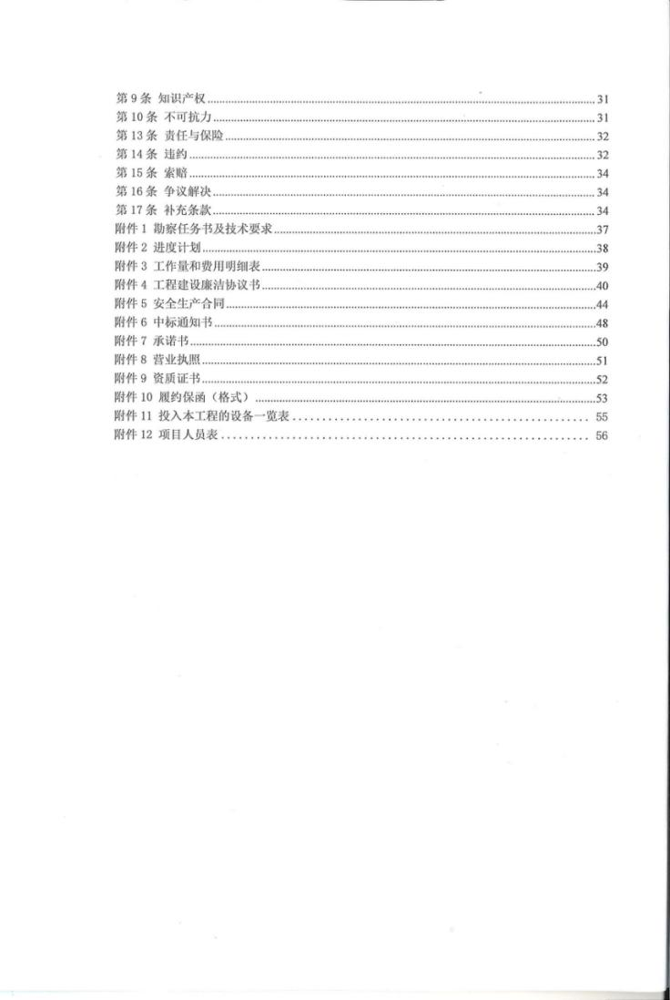 第 9 条 知识产权........................................31
第 10 条 不可抗力........................................31
第 13 条 责任与保险........................................32
第 14 条 违约........................................32
第 15 条 索赔........................................34
第 16 条 争议解决........................................34
第 17 条 补充条款........................................34
附件 1 勘察任务书及技术要求........................................37
附件 2 进度计划........................................38
附件 3 工作量和费用明细表........................................39
附件 4 工程建设廉洁协议书........................................40
附件 5 安全生产合同........................................44
附件 6 中标通知书........................................48
附件 7 承诺书........................................50
附件 8 营业执照........................................51
附件 9 资质证书........................................52
附件 10 履约保函（格式）........................................53
附件 11 投入本工程的设备一览表........................................ 55
附件 12 项目人员表........................................ 56